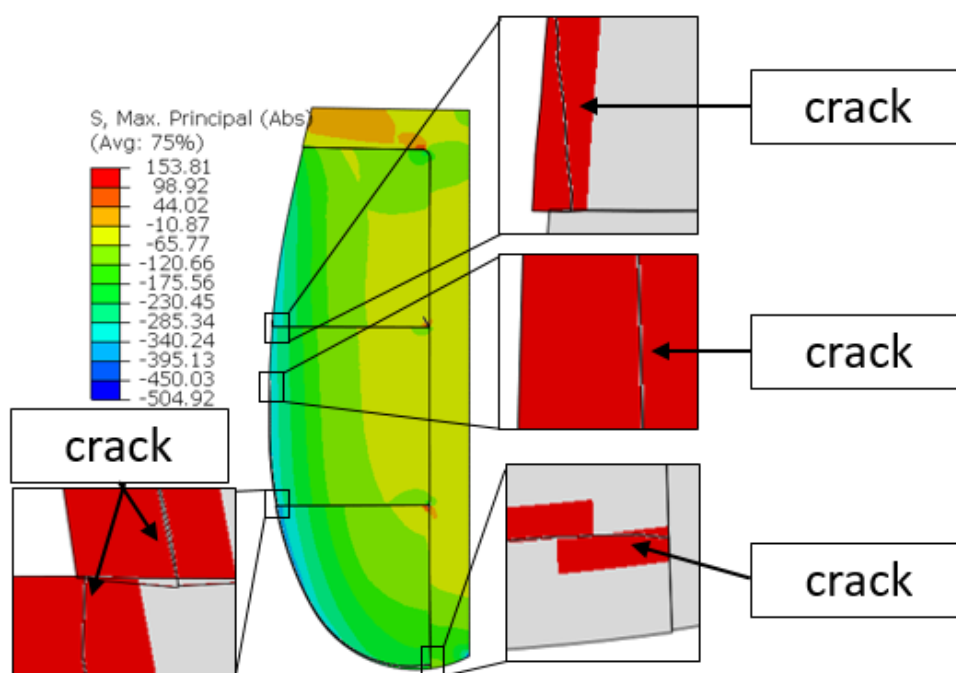 crack
S, Max. Principal (Abs)
(Avg: 75%)
153.81
98.92
44.02
-10.87
-65.77
-120.66
-175.56
-230.45
-285.34
-340.24
-395.13
-450.03
-504.92
crack
crack
crack